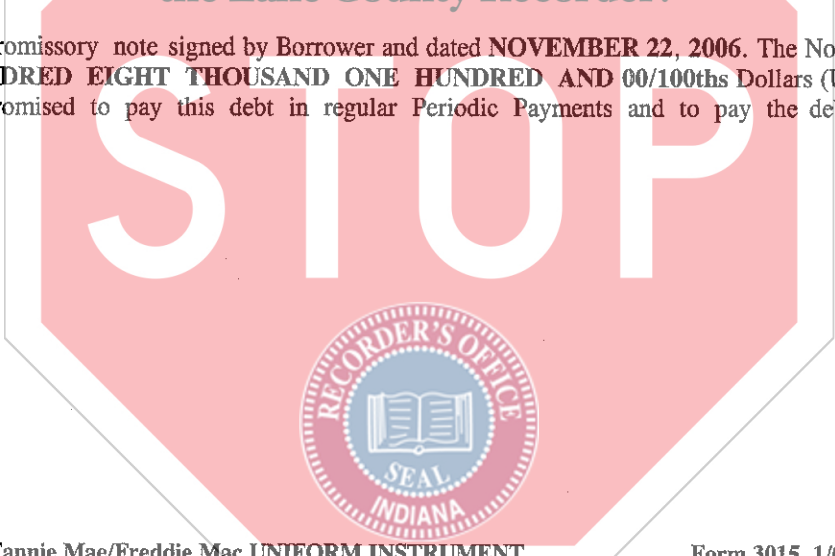 the Lake County Recorder!
romissory note signed by Borrower and dated NOVEMBER 22, 2006. The No
DRED EIGHT THOUSAND ONE HUNDRED AND 00/100ths Dollars (U
omised to pay this debt in regular Periodic Payments and to pay the de
STOP
RECORDER'S OFFICE
SEAL
INDIANA
Fannie Mae/Freddie Mac UNIFORM INSTRUMENT
Form 3015 1/